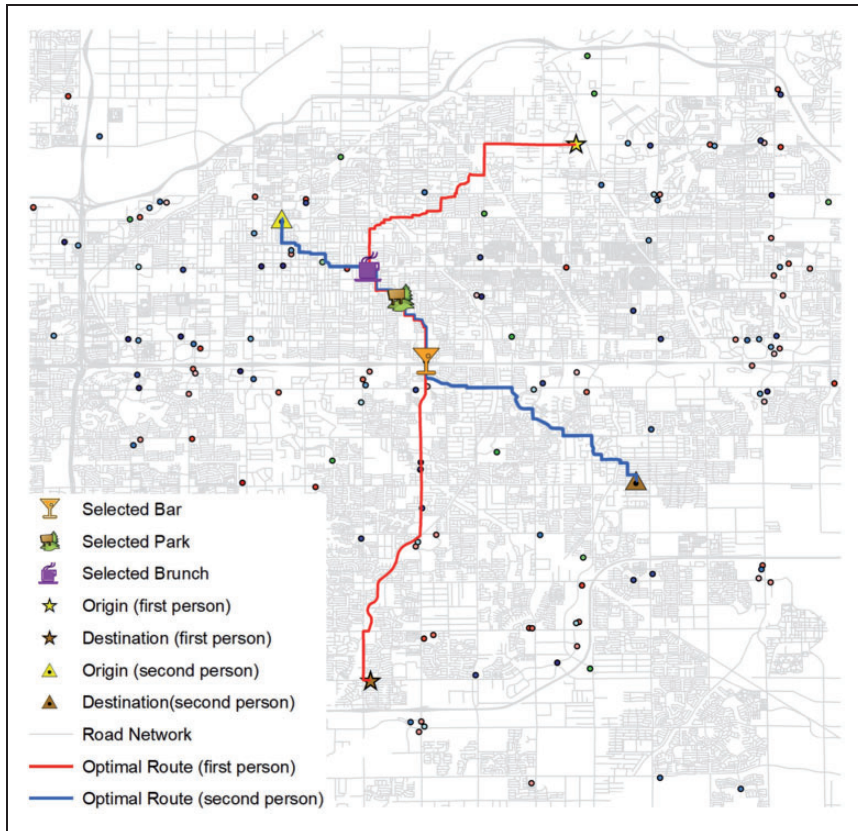 Selected Bar
Selected Park
Selected Brunch
Origin (first person)
Destination (first person)
Origin (second person)
Destination(second person)
Road Network
Optimal Route (first person)
Optimal Route (second person)